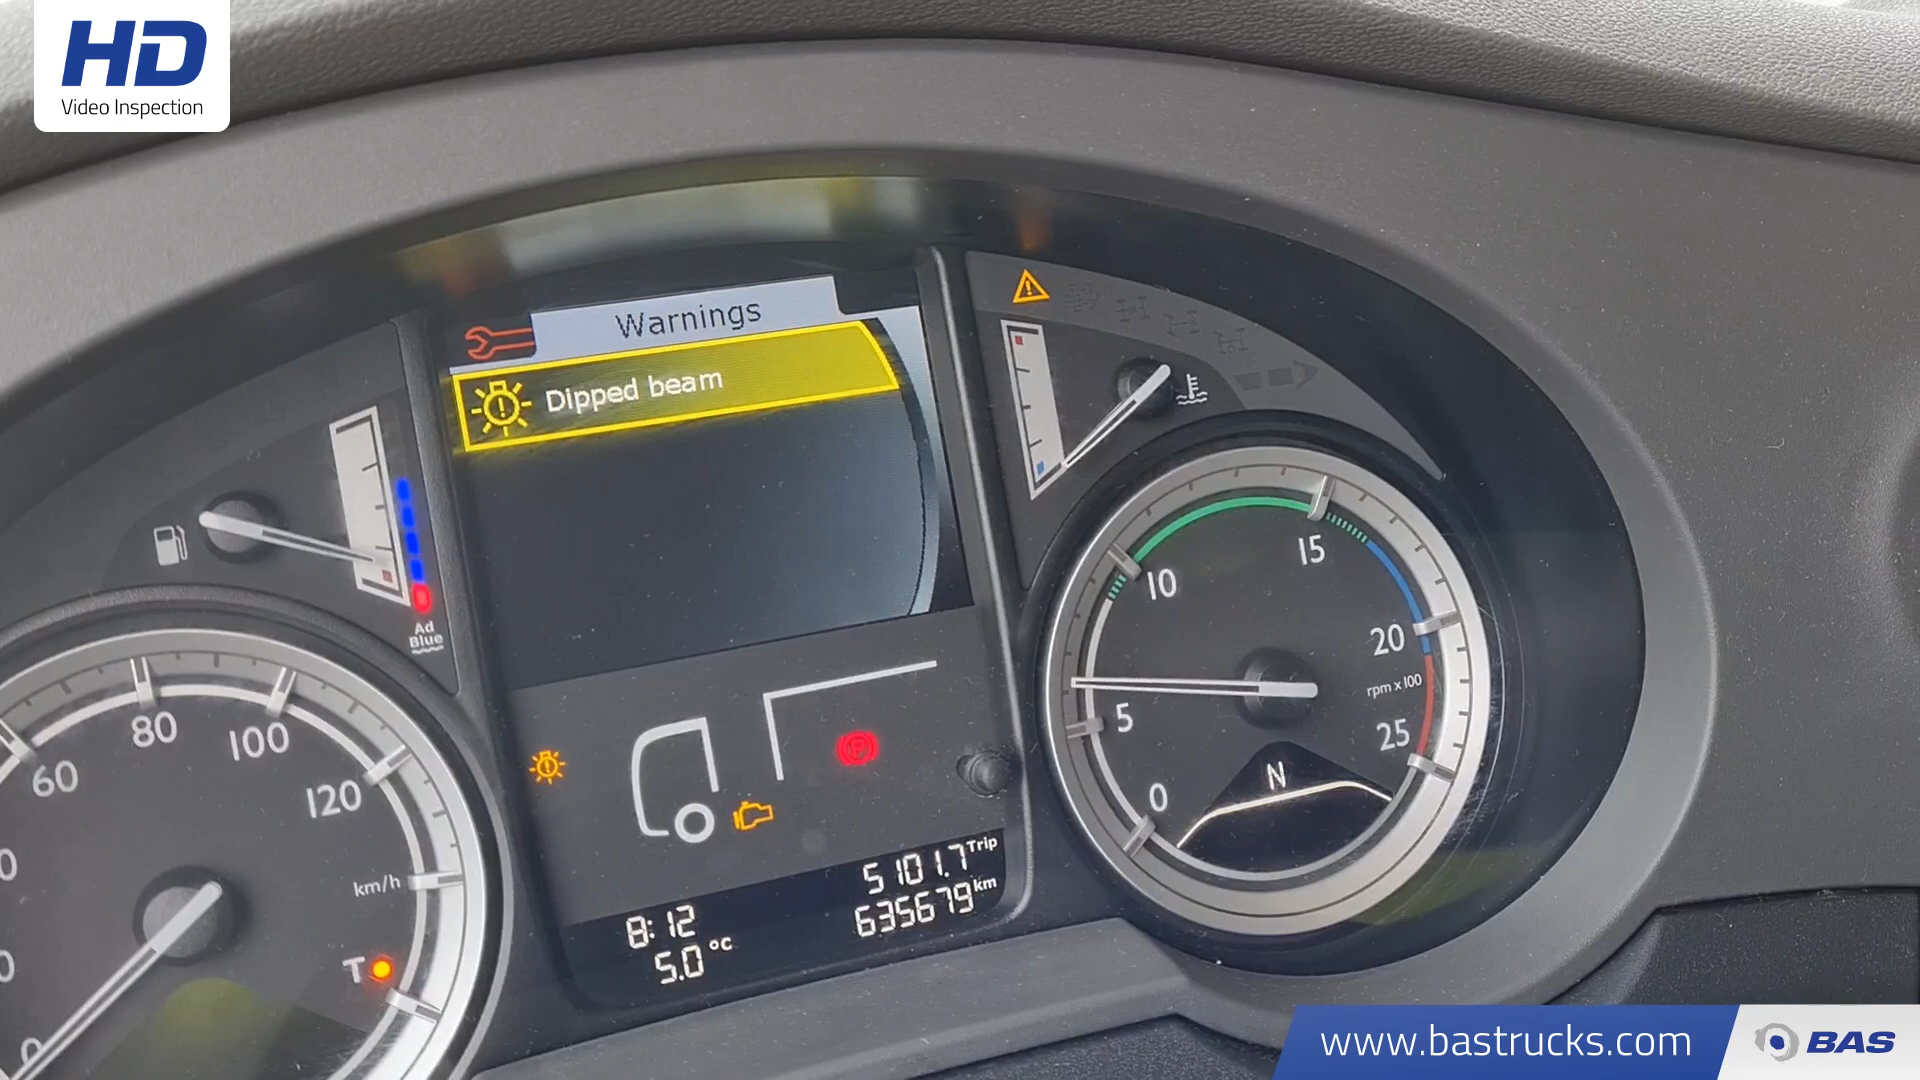 HD
Video Inspection
Warnings
Dipped beam
Ad
Blue
60
80
100
120
km/h
T
0
5
10
15
20
25
rpm x 100
N
P
5101.7 Trip
635679 km
8:12
5.0 °C
www.bastrucks.com
BAS